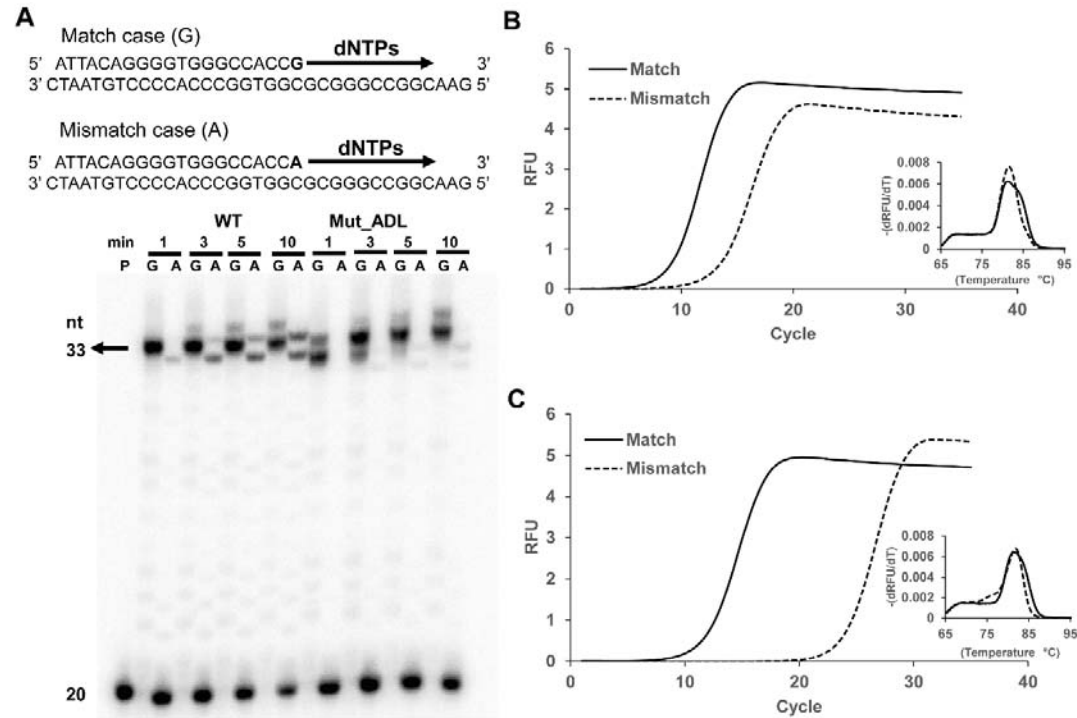 A
Match case (G)
dNTPs
5' ATTACAGGGGTGGGCCACCG 3'
3' CTAATGTCCCCACCCGGTGGCGCGGGCCGGCAAG 5'
Mismatch case (A)
dNTPs
5' ATTACAGGGGTGGGCCACCA 3'
3' CTAATGTCCCCACCCGGTGGCGCGGGCCGGCAAG 5'
WT Mut_ADL
min 1 3 5 10 1 3 5 10
P G A G A G A G A G A G A G A G A
nt
33
20
B
6
5
4
3
2
1
0
RFU
Match
Mismatch
0 10 20 30 40
Cycle
0.008
0.006
0.004
0.002
0
-(dRFU/dT)
65 75 85 95
(Temperature °C)
C
6
5
4
3
2
1
0
RFU
Match
Mismatch
0 10 20 30 40
Cycle
0.008
0.006
0.004
0.002
0
-(dRFU/dT)
65 75 85 95
(Temperature °C)